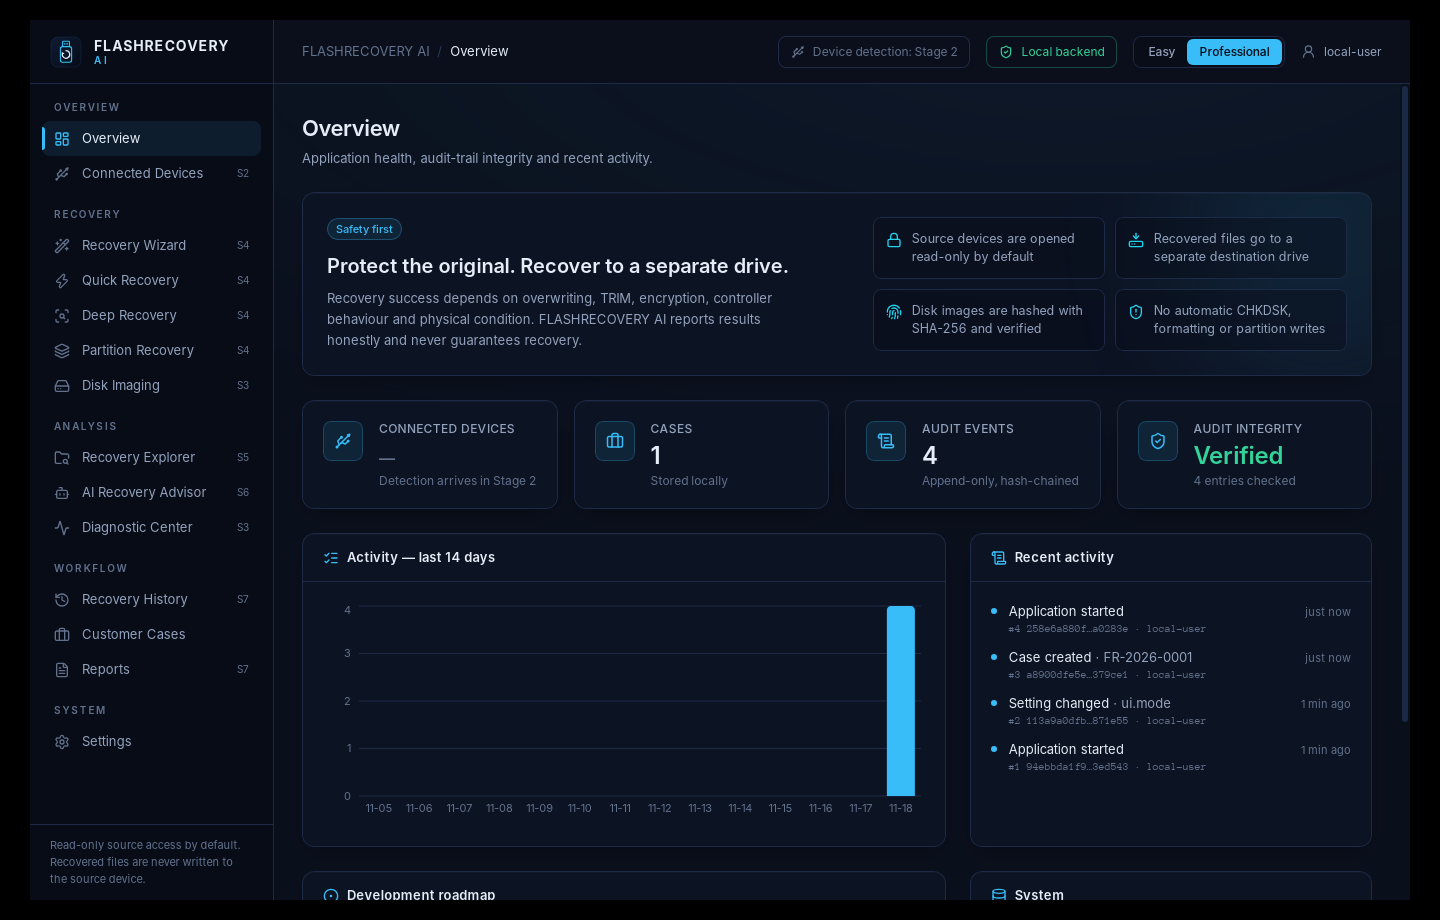 FLASHRECOVERY
AI
FLASHRECOVERY AI / Overview
Device detection: Stage 2
Local backend
Easy
Professional
local-user
OVERVIEW
Overview
Connected Devices S2
RECOVERY
Recovery Wizard S4
Quick Recovery S4
Deep Recovery S4
Partition Recovery S4
Disk Imaging S3
ANALYSIS
Recovery Explorer S5
AI Recovery Advisor S6
Diagnostic Center S3
WORKFLOW
Recovery History S7
Customer Cases
Reports S7
SYSTEM
Settings
Read-only source access by default.
Recovered files are never written to
the source device.
Overview
Application health, audit-trail integrity and recent activity.
Safety first
Protect the original. Recover to a separate drive.
Recovery success depends on overwriting, TRIM, encryption, controller
behaviour and physical condition. FLASHRECOVERY AI reports results
honestly and never guarantees recovery.
Source devices are opened
read-only by default
Recovered files go to a
separate destination drive
Disk images are hashed with
SHA-256 and verified
No automatic CHKDSK,
formatting or partition writes
CONNECTED DEVICES
—
Detection arrives in Stage 2
CASES
1
Stored locally
AUDIT EVENTS
4
Append-only, hash-chained
AUDIT INTEGRITY
Verified
4 entries checked
Activity — last 14 days
4
3
2
1
0
11-05 11-06 11-07 11-08 11-09 11-10 11-11 11-12 11-13 11-14 11-15 11-16 11-17 11-18
Recent activity
Application started just now
#4 258e6a880f…a0283e · local-user
Case created · FR-2026-0001 just now
#3 a8900dfe5e…379ce1 · local-user
Setting changed · ui.mode 1 min ago
#2 113a9a0dfb…871e55 · local-user
Application started 1 min ago
#1 94ebbda1f9…3ed543 · local-user
Development roadmap
System